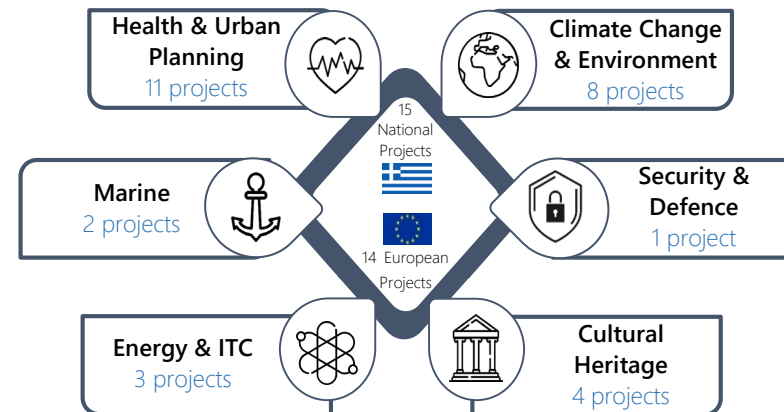 Health & Urban
Planning
11 projects
Climate Change
& Environment
8 projects
15
National
Projects
Marine
2 projects
Security &
Defence
1 project
14 European
Projects
Energy & ITC
3 projects
Cultural
Heritage
4 projects